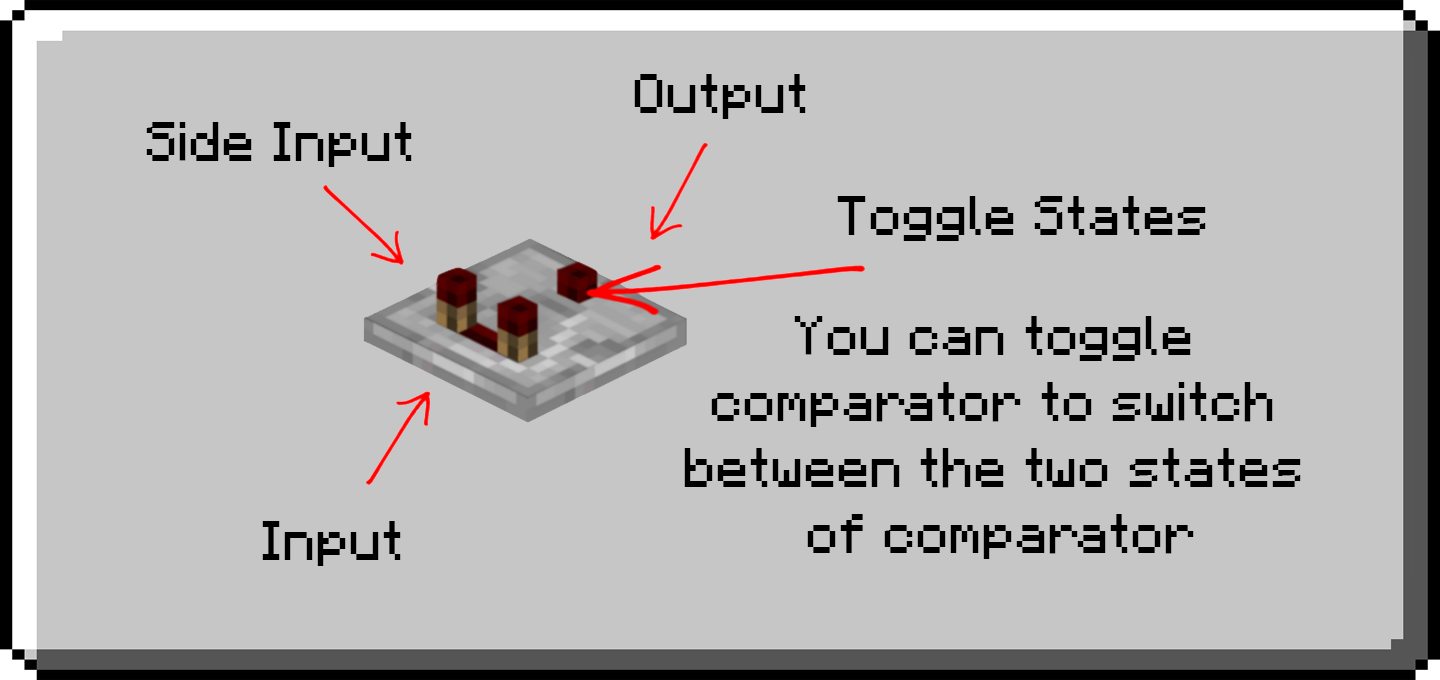 Output
Side Input
Toggle States
You can toggle
comparator to switch
between the two states
of comparator
Input